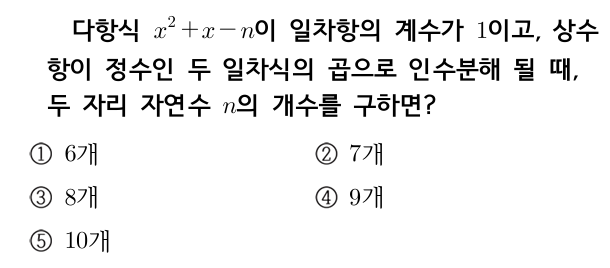 다항식 x²+x−n이 일차항의 계수가 1이고, 상수
항이 정수인 두 일차식의 곱으로 인수분해 될 때,
두 자리 자연수 n의 개수를 구하면?
① 6개 ② 7개
③ 8개 ④ 9개
⑤ 10개